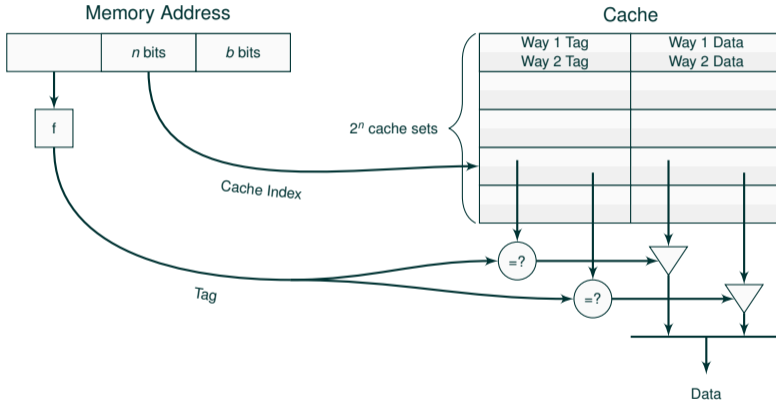 Memory Address
Cache
n bits
b bits
Way 1 Tag
Way 1 Data
Way 2 Tag
Way 2 Data
f
2ⁿ cache sets
Cache Index
=?
Tag
=?
Data